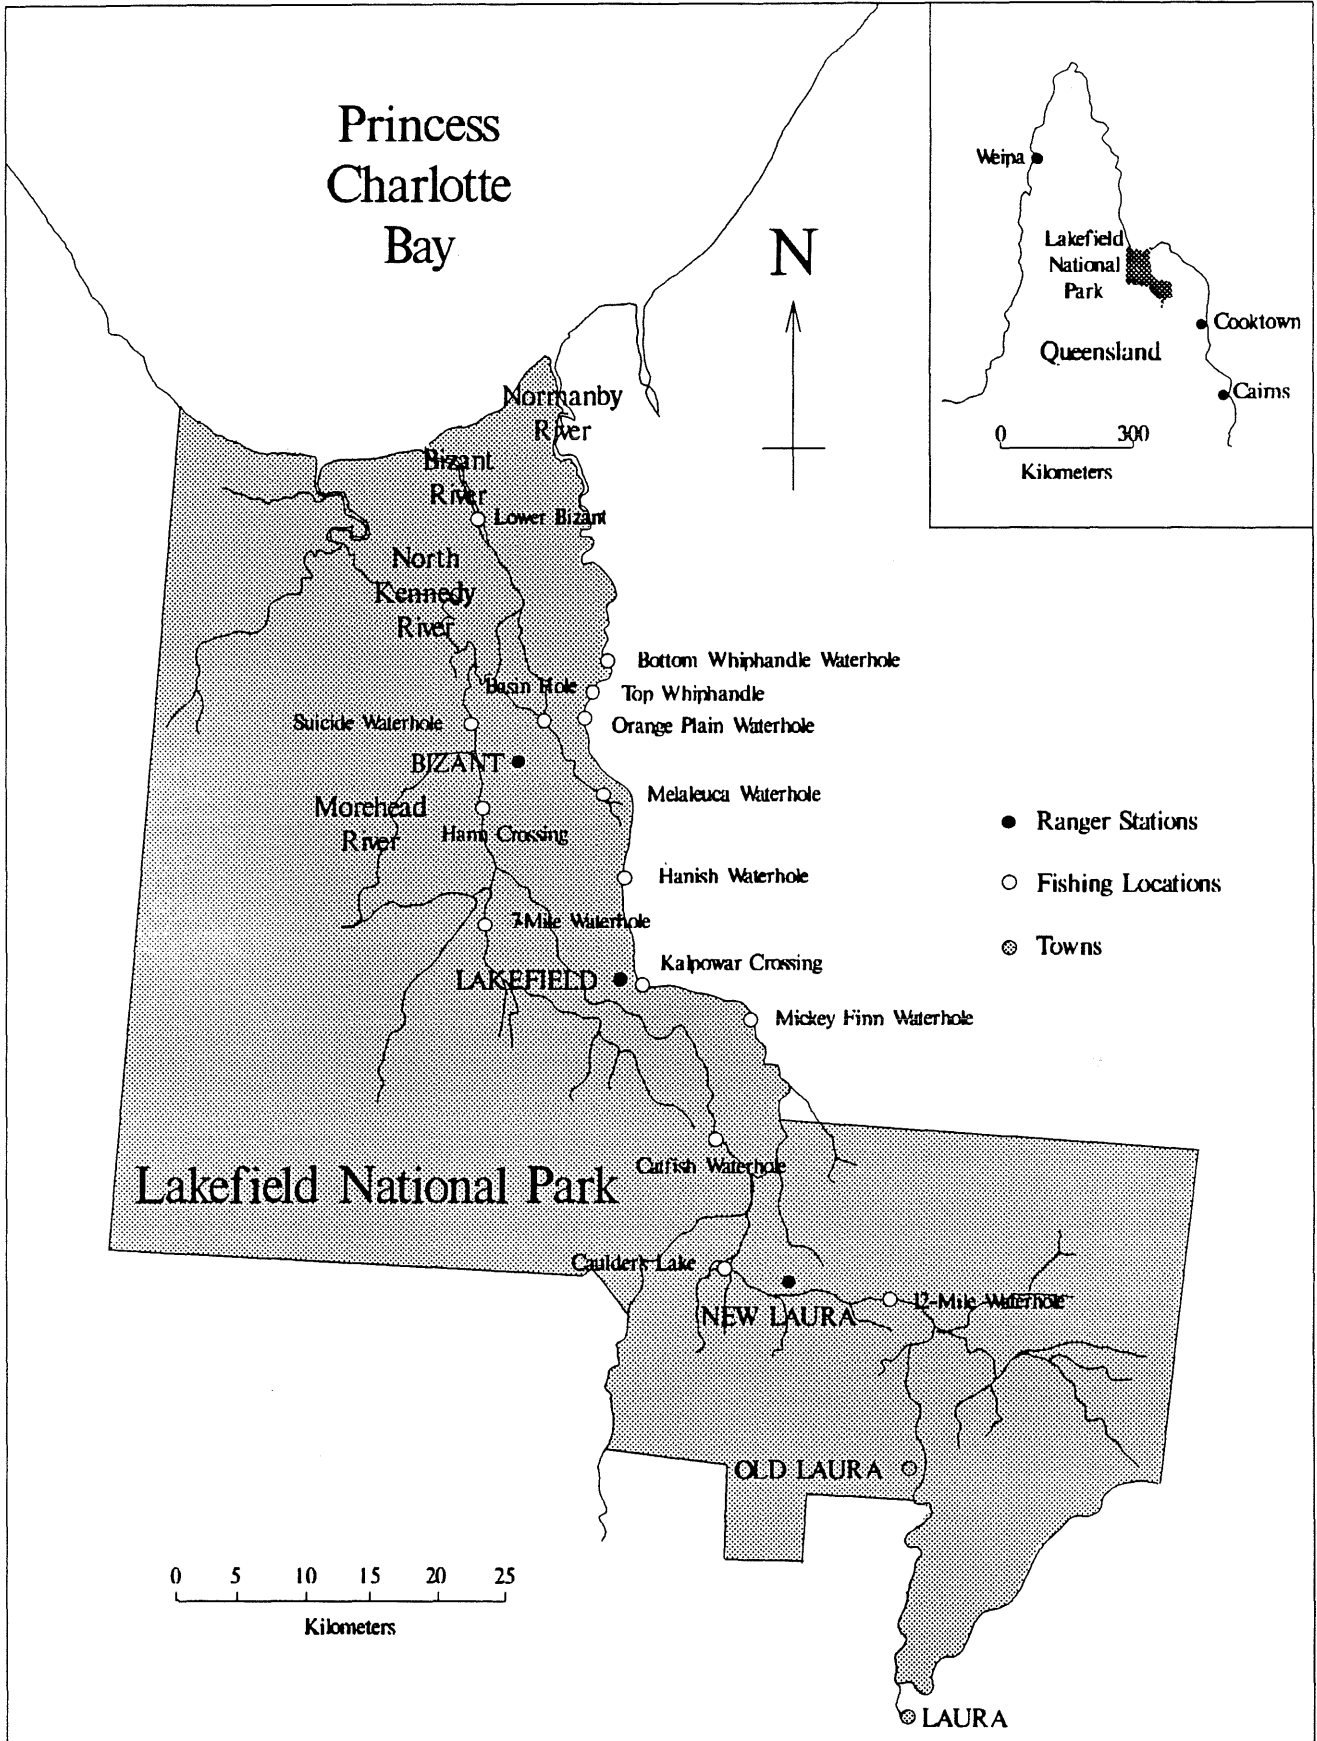 Princess
Charlotte
Bay
N
Weipa
Lakefield
National
Park
Cooktown
Queensland
Cairns
0 300
Kilometers
Normanby
River
Bizant
River
Lower Bizant
North
Kennedy
River
Bottom Whiphandle Waterhole
Basin Hole
Top Whiphandle
Suicide Waterhole
Orange Plain Waterhole
BIZANT
Melaleuca Waterhole
Morehead
River
Hann Crossing
Ranger Stations
Hanish Waterhole
Fishing Locations
7-Mile Waterhole
Towns
Kalpowar Crossing
LAKEFIELD
Mickey Finn Waterhole
Catfish Waterhole
Lakefield National Park
Caulders Lake
12-Mile Waterhole
NEW LAURA
OLD LAURA
0 5 10 15 20 25
Kilometers
LAURA